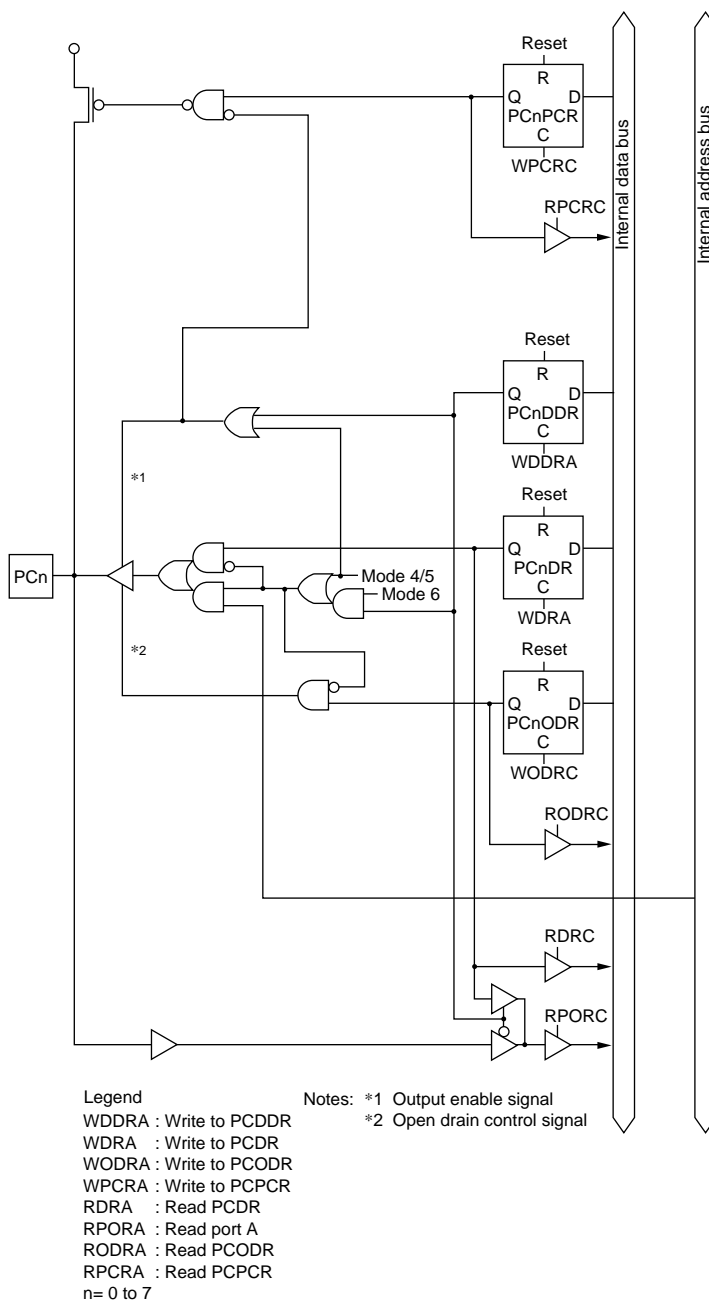 Reset
R
Q D
PCnPCR
C
WPCRC
RPCRC
Internal data bus
Internal address bus
Reset
R
Q D
PCnDDR
C
WDDRA
*1
Reset
R
Q D
PCnDR
C
WDRA
PCn
Mode 4/5
Mode 6
*2
Reset
R
Q D
PCnODR
C
WODRC
RODRC
RDRC
RPORC
Legend
WDDRA : Write to PCDDR
WDRA : Write to PCDR
WODRA : Write to PCODR
WPCRA : Write to PCPCR
RDRA : Read PCDR
RPORA : Read port A
RODRA : Read PCODR
RPCRA : Read PCPCR
n= 0 to 7
Notes: *1 Output enable signal
*2 Open drain control signal